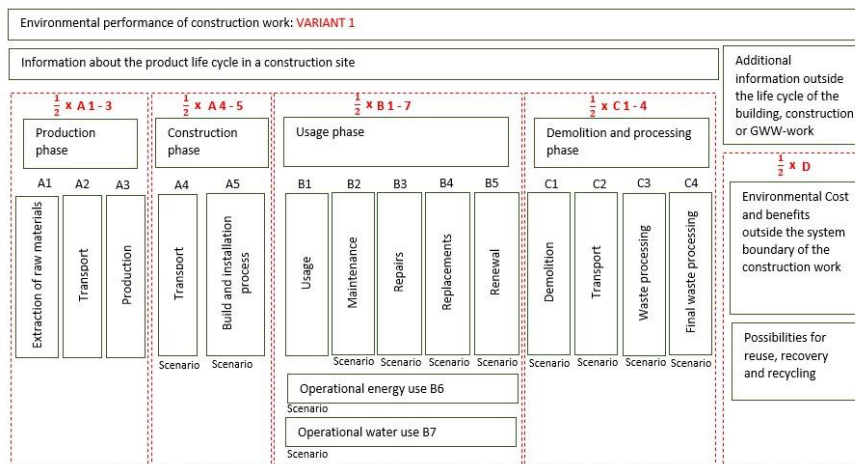 Environmental performance of construction work: VARIANT 1
Information about the product life cycle in a construction site
Additional
information outside
the life cycle of the
building, construction
or GWW-work
1/2 x A 1 - 3
1/2 x A 4 - 5
1/2 x B 1 - 7
1/2 x C 1 - 4
Production
phase
Construction
phase
Usage phase
Demolition and processing
phase
1/2 x D
A1
A2
A3
A4
A5
B1
B2
B3
B4
B5
C1
C2
C3
C4
Extraction of raw materials
Transport
Production
Transport
Build and installation
process
Usage
Maintenance
Repairs
Replacements
Renewal
Demolition
Transport
Waste processing
Final waste processing
Environmental Cost
and benefits
outside the system
boundary of the
construction work
Scenario
Scenario
Scenario
Scenario
Scenario
Scenario
Scenario
Scenario
Scenario
Scenario
Possibilities for
reuse, recovery
and recycling
Operational energy use B6
Scenario
Operational water use B7
Scenario